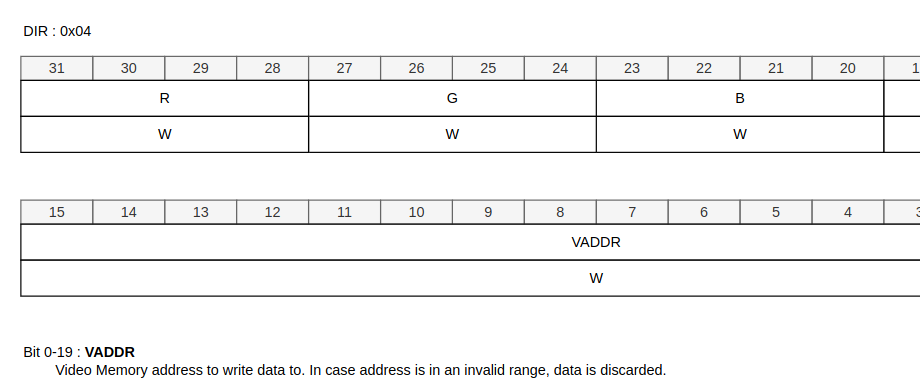 DIR : 0x04
31 30 29 28 27 26 25 24 23 22 21 20
R G B
W W W
15 14 13 12 11 10 9 8 7 6 5 4
VADDR
W
Bit 0-19 : VADDR
Video Memory address to write data to. In case address is in an invalid range, data is discarded.